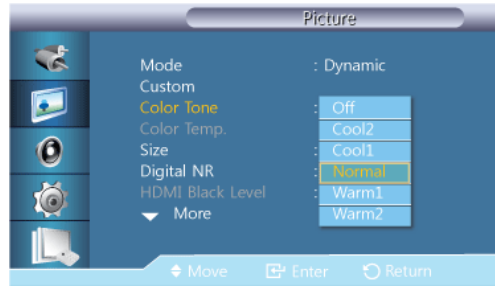 Picture
Mode : Dynamic
Custom
Color Tone : Off
Color Temp. Cool2
Size : Cool1
Digital NR : Normal
HDMI Black Level : Warm1
More Warm2
Move Enter Return